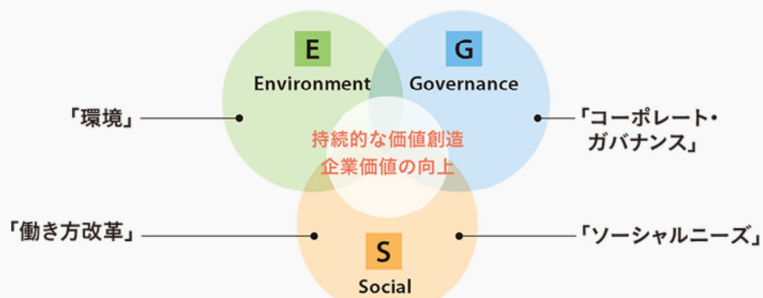 E
Environment
G
Governance
「環境」
「コーポレート・
ガバナンス」
持続的な価値創造
企業価値の向上
「働き方改革」
「ソーシャルニーズ」
S
Social